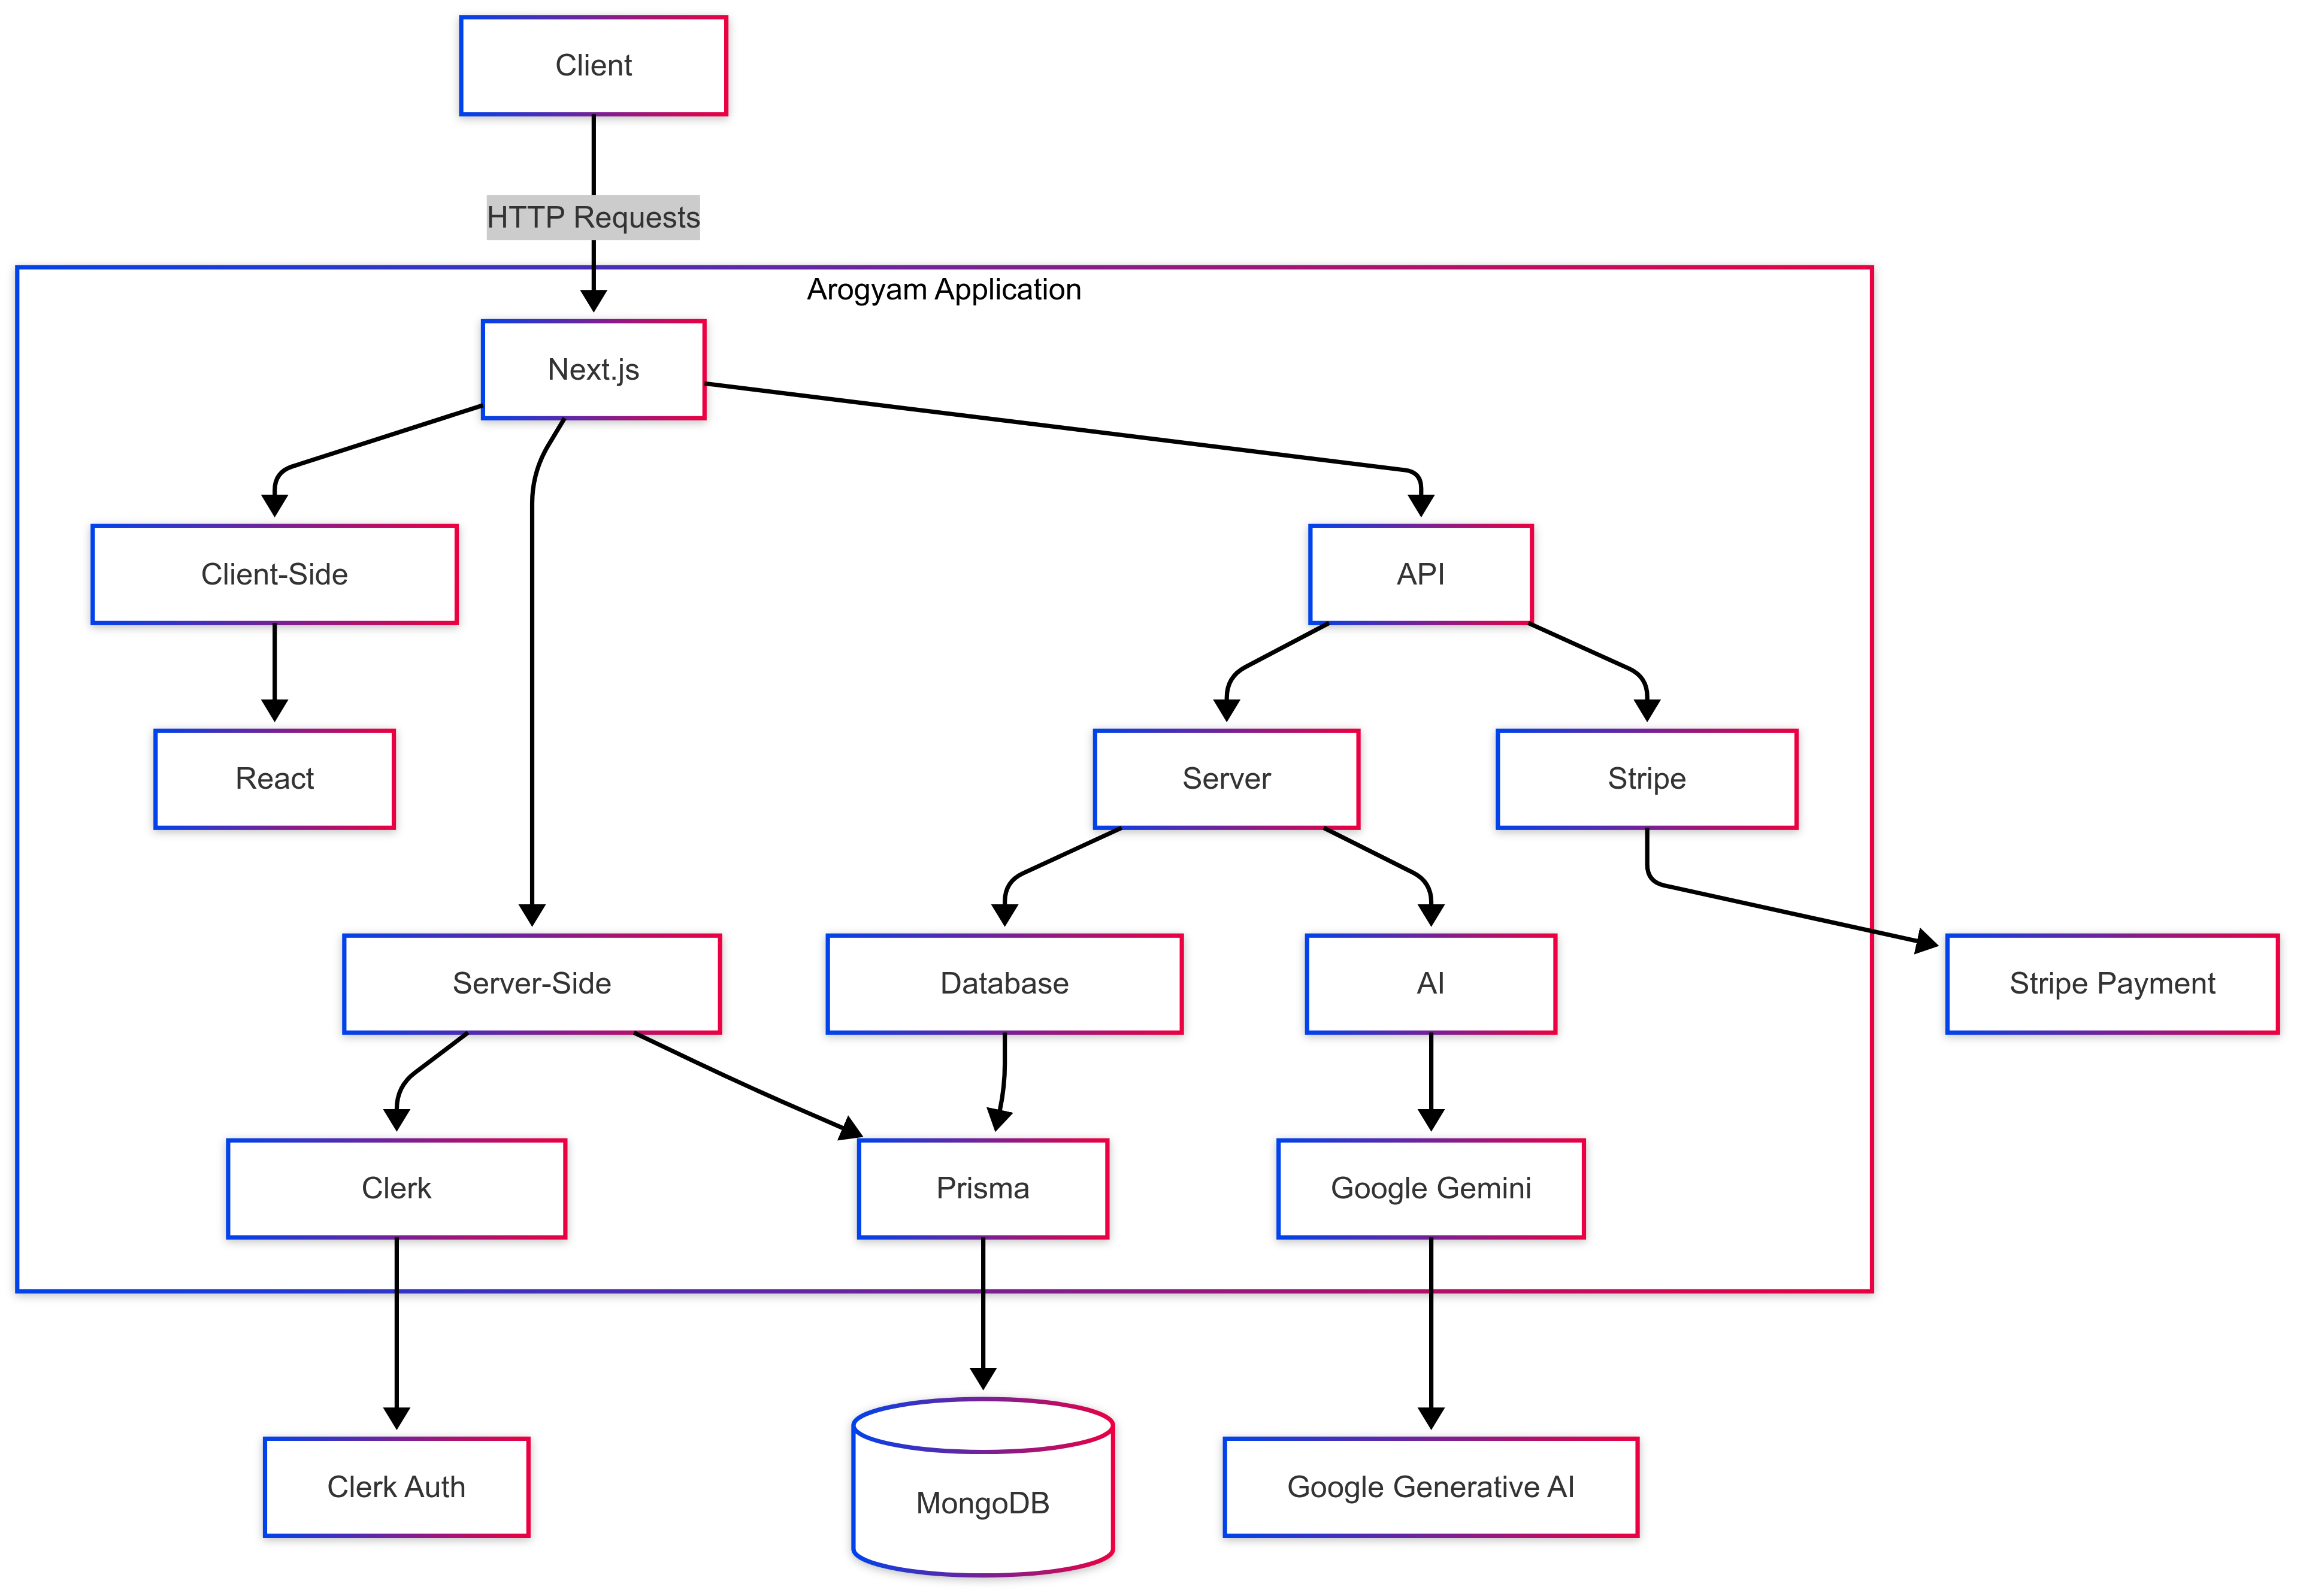 Client
HTTP Requests
Arogyam Application
Next.js
Client-Side
API
React
Server
Stripe
Server-Side
Database
AI
Stripe Payment
Clerk
Prisma
Google Gemini
Clerk Auth
MongoDB
Google Generative AI